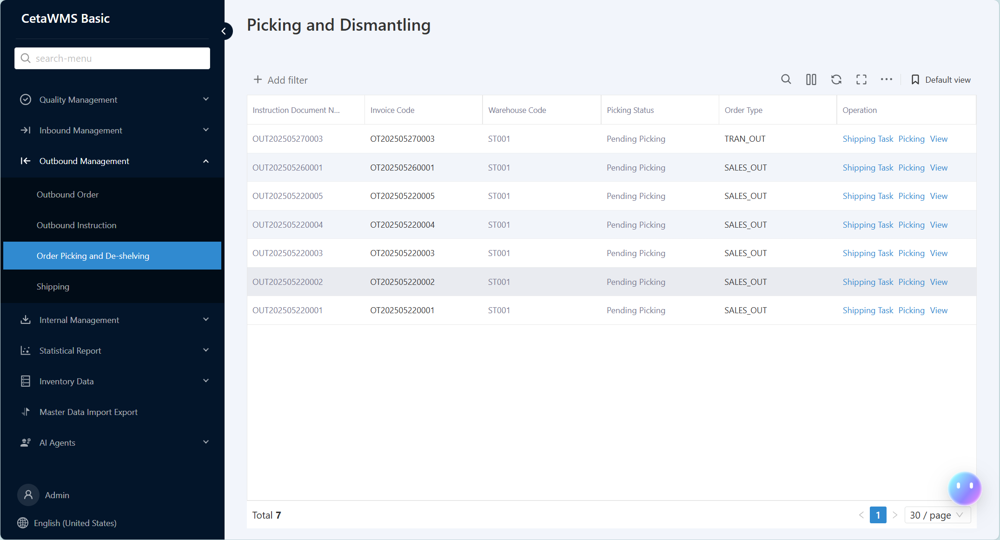 CetaWMS Basic
search-menu
Quality Management
Inbound Management
Outbound Management
Outbound Order
Outbound Instruction
Order Picking and De-shelving
Shipping
Internal Management
Statistical Report
Inventory Data
Master Data Import Export
AI Agents
Admin
English (United States)
Picking and Dismantling
Add filter
Default view
Instruction Document N... Invoice Code Warehouse Code Picking Status Order Type Operation
OUT202505270003 OT202505270003 ST001 Pending Picking TRAN_OUT Shipping Task Picking View
OUT202505260001 OT202505260001 ST001 Pending Picking SALES_OUT Shipping Task Picking View
OUT202505220005 OT202505220005 ST001 Pending Picking SALES_OUT Shipping Task Picking View
OUT202505220004 OT202505220004 ST001 Pending Picking SALES_OUT Shipping Task Picking View
OUT202505220003 OT202505220003 ST001 Pending Picking SALES_OUT Shipping Task Picking View
OUT202505220002 OT202505220002 ST001 Pending Picking SALES_OUT Shipping Task Picking View
OUT202505220001 OT202505220001 ST001 Pending Picking SALES_OUT Shipping Task Picking View
Total 7
1
30 / page